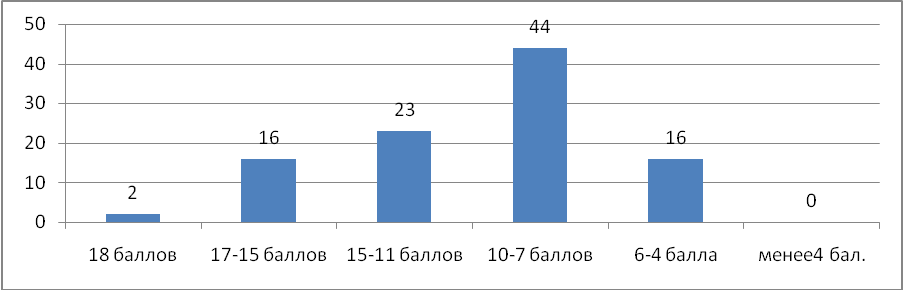 50
40
30
20
10
0
2
16
23
44
16
0
18 баллов
17-15 баллов
15-11 баллов
10-7 баллов
6-4 балла
менее4 бал.